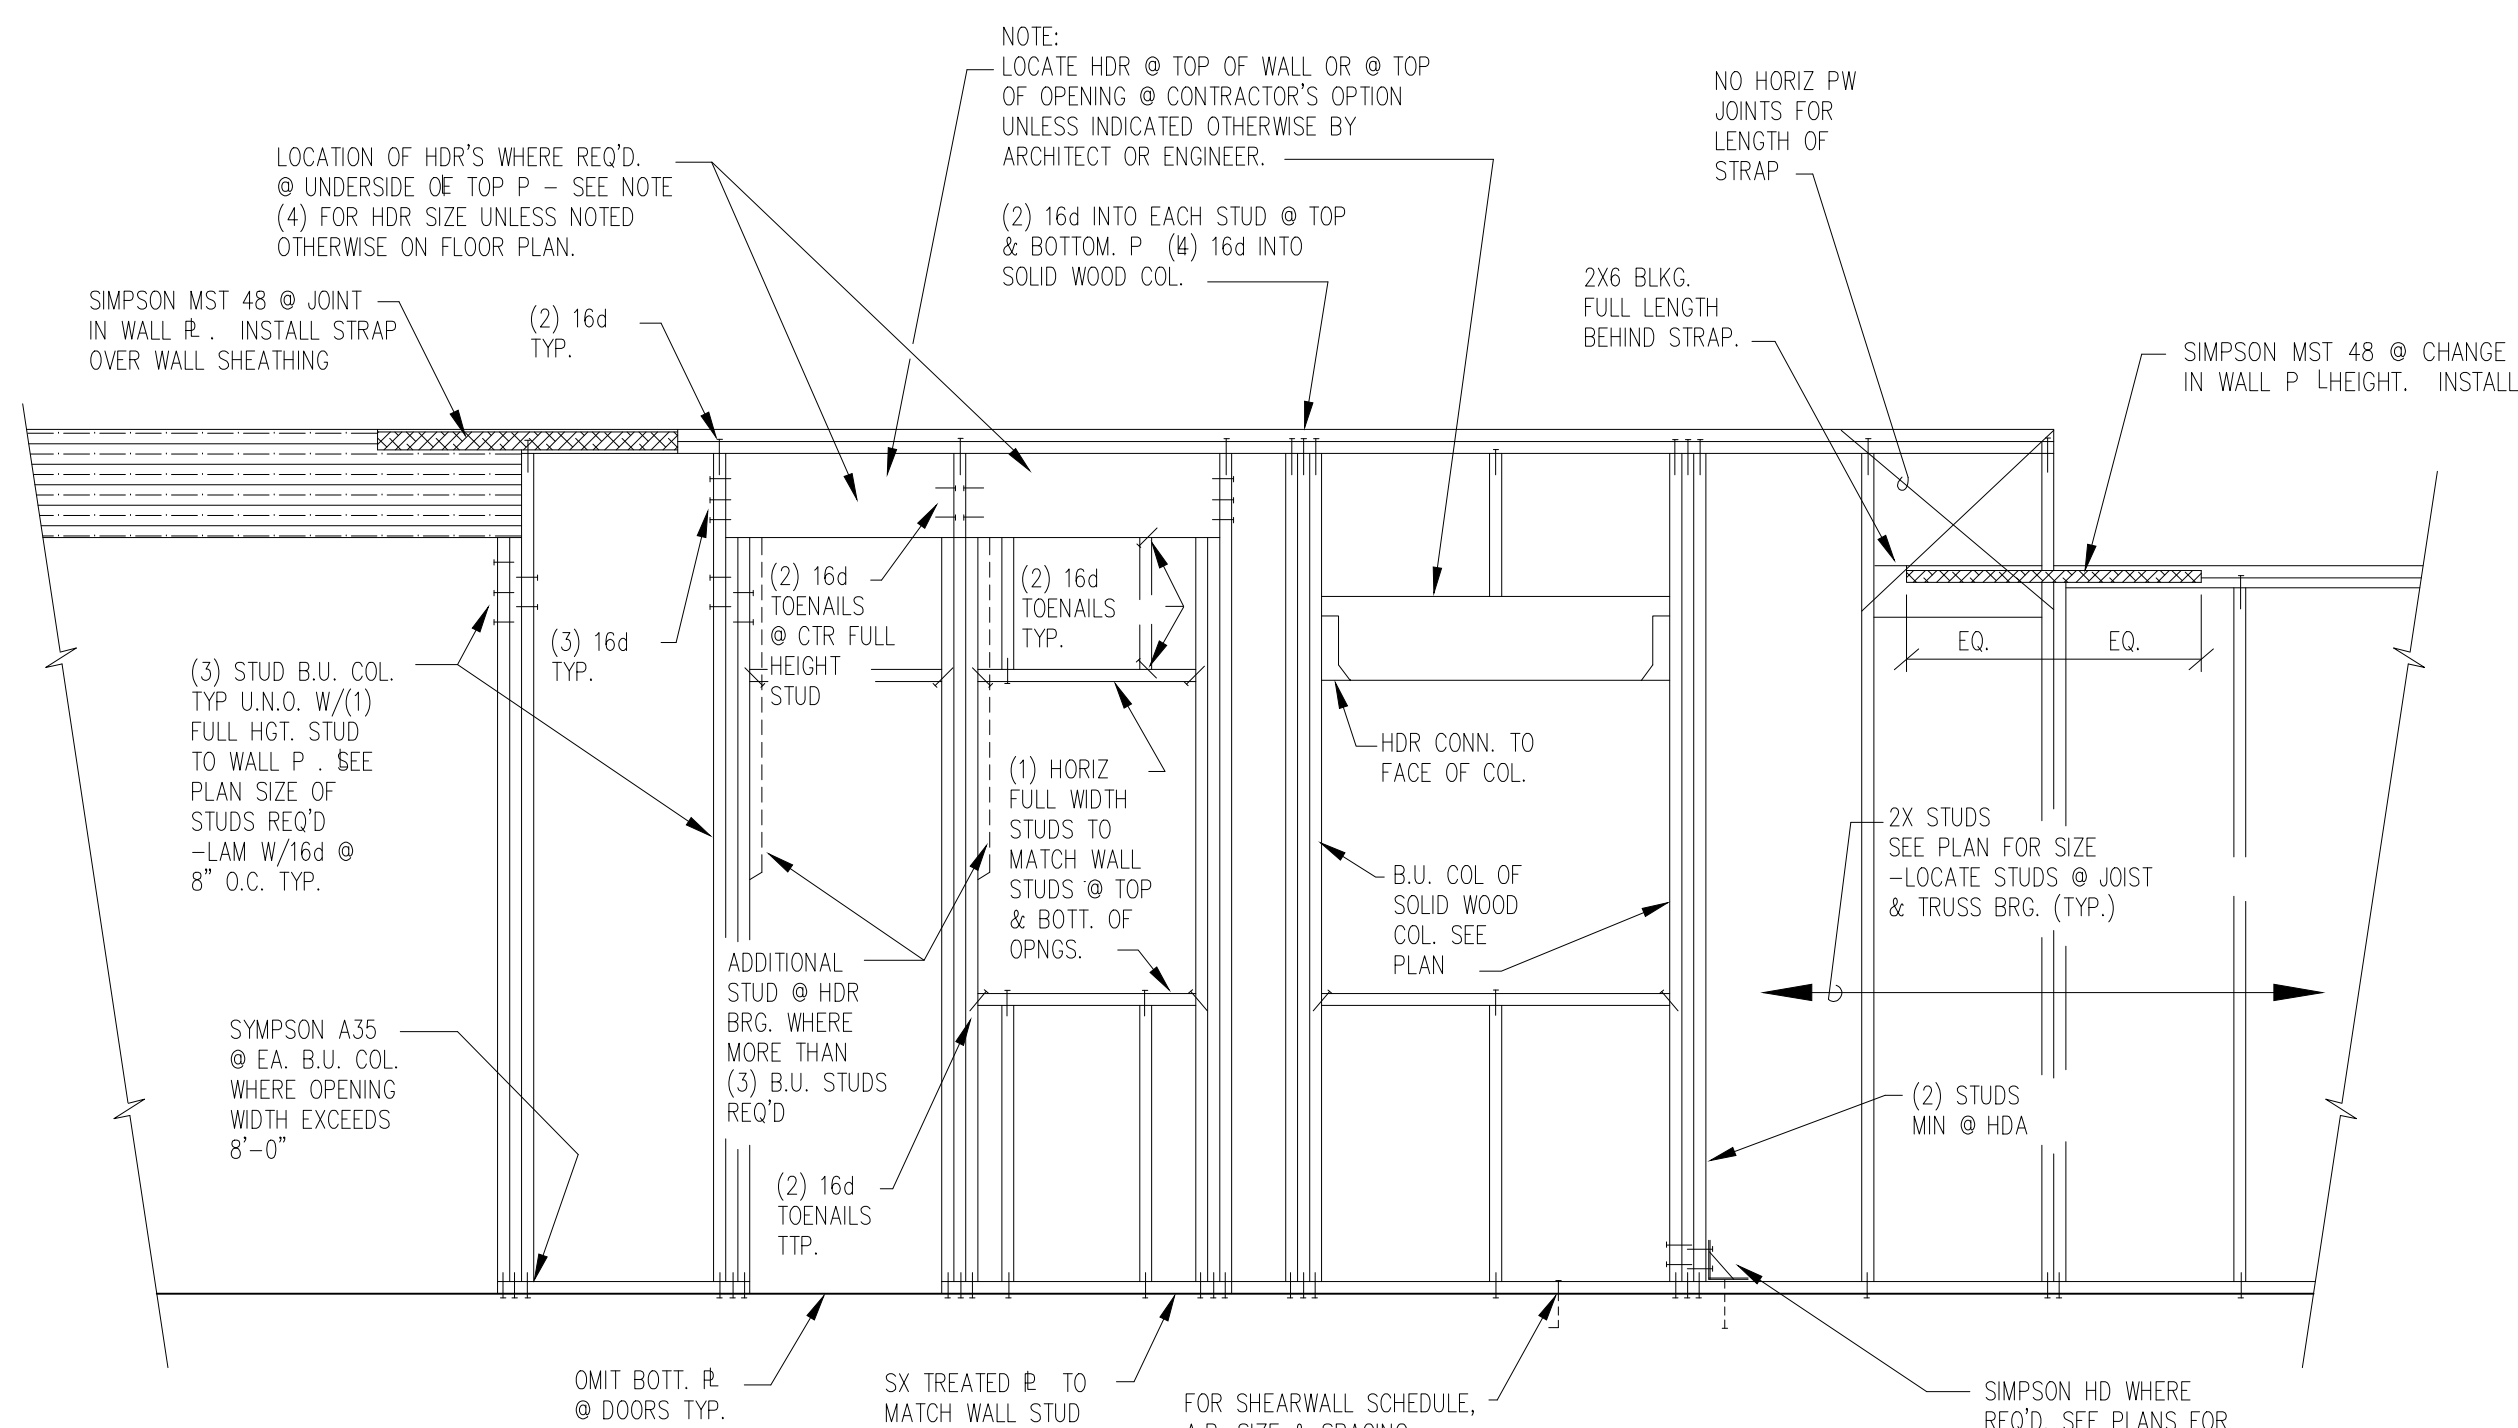 NOTE:
LOCATE HDR @ TOP OF WALL OR @ TOP
OF OPENING @ CONTRACTOR'S OPTION
UNLESS INDICATED OTHERWISE BY
ARCHITECT OR ENGINEER.
NO HORIZ PW
JOINTS FOR
LENGTH OF
STRAP
LOCATION OF HDR'S WHERE REQ'D.
@ UNDERSIDE OF TOP P – SEE NOTE
(4) FOR HDR SIZE UNLESS NOTED
OTHERWISE ON FLOOR PLAN.
(2) 16d INTO EACH STUD @ TOP
& BOTTOM. P (4) 16d INTO
SOLID WOOD COL.
2X6 BLKG.
FULL LENGTH
BEHIND STRAP.
SIMPSON MST 48 @ JOINT
IN WALL PL . INSTALL STRAP
OVER WALL SHEATHING
(2) 16d
TYP.
SIMPSON MST 48 @ CHANGE
IN WALL P L HEIGHT. INSTALL
(2) 16d
TOENAILS
@ CTR FULL
HEIGHT
STUD
(2) 16d
TOENAILS
TYP.
(3) 16d
TYP.
EQ. EQ.
(3) STUD B.U. COL.
TYP U.N.O. W/(1)
FULL HGT. STUD
TO WALL P . SEE
PLAN SIZE OF
STUDS REQ'D
–LAM W/16d @
8" O.C. TYP.
HDR CONN. TO
FACE OF COL.
(1) HORIZ
FULL WIDTH
STUDS TO
MATCH WALL
STUDS @ TOP
& BOTT. OF
OPNGS.
B.U. COL OF
SOLID WOOD
COL. SEE
PLAN
2X STUDS
SEE PLAN FOR SIZE
–LOCATE STUDS @ JOIST
& TRUSS BRG. (TYP.)
ADDITIONAL
STUD @ HDR
BRG. WHERE
MORE THAN
(3) B.U. STUDS
REQ'D
SYMPSON A35
@ EA. B.U. COL.
WHERE OPENING
WIDTH EXCEEDS
8'–0"
(2) STUDS
MIN @ HDA
(2) 16d
TOENAILS
TTP.
OMIT BOTT. PL
@ DOORS TYP.
SX TREATED PL TO
MATCH WALL STUD
FOR SHEARWALL SCHEDULE,
A.B. SIZE & SPACING
SIMPSON HD WHERE
REQ'D. SEE PLANS FOR